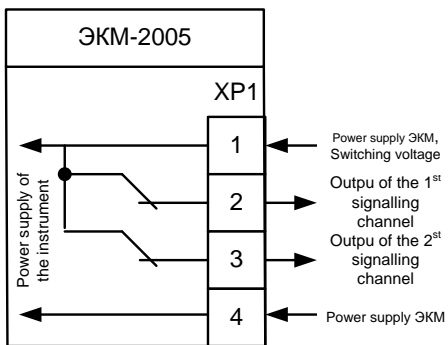 ЭКМ-2005
XP1
Power supply of
the instrument
1
Power supply ЭКМ,
Switching voltage
2
Outpu of the 1st
signalling
channel
3
Outpu of the 2st
signalling
channel
4
Power supply ЭКМ